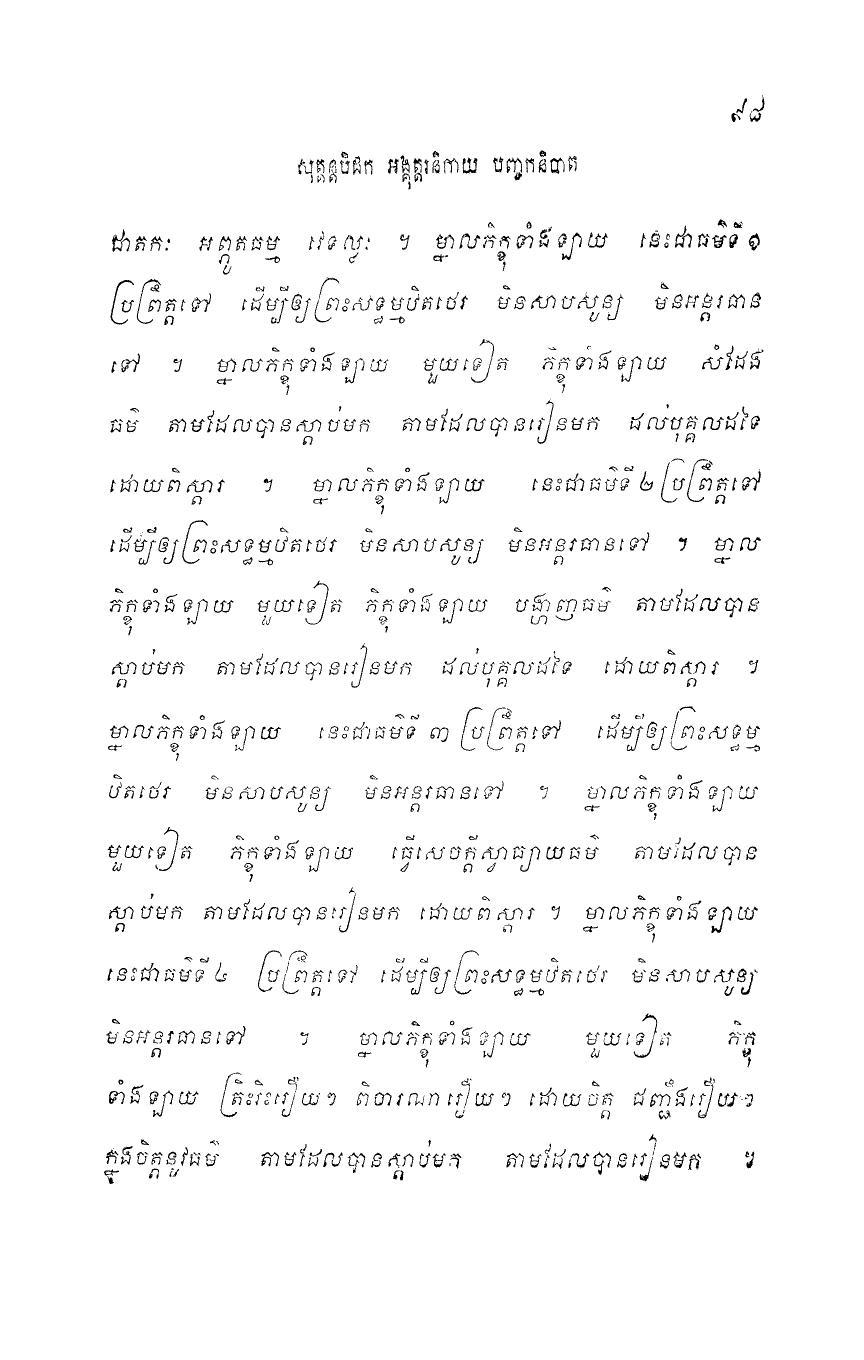 ៩៨
សុត្តន្តបិដក អង្គុត្តរនិកាយ បញ្ចកនិបាត
ជាតកៈ អព្ភូតធម្ម វេទល្លៈ ។ ម្នាលភិក្ខុទាំងឡាយ នេះជាធម៌ទី១
ប្រព្រឹត្តទៅ ដើម្បីឲ្យព្រះសទ្ធម្មឋិតថេរ មិនសាបសូន្យ មិនអន្តរធាន
ទៅ ។ ម្នាលភិក្ខុទាំងឡាយ មួយទៀត ភិក្ខុទាំងឡាយ សំដែង
ធម៌ តាមដែលបានស្តាប់មក តាមដែលបានរៀនមក ដល់បុគ្គលដទៃ
ដោយពិស្តារ ។ ម្នាលភិក្ខុទាំងឡាយ នេះជាធម៌ទី ២ ប្រព្រឹត្តទៅ
ដើម្បីឲ្យព្រះសទ្ធម្មឋិតថេរ មិនសាបសូន្យ មិនអន្តរធានទៅ ។ ម្នាល
ភិក្ខុទាំងឡាយ មួយទៀត ភិក្ខុទាំងឡាយ បង្ហាញធម៌ តាមដែលបាន
ស្តាប់មក តាមដែលបានរៀនមក ដល់បុគ្គលដទៃ ដោយពិស្តារ ។
ម្នាលភិក្ខុទាំងឡាយ នេះជាធម៌ទី ៣ ប្រព្រឹត្តទៅ ដើម្បីឲ្យព្រះសទ្ធម្ម
ឋិតថេរ មិនសាបសូន្យ មិនអន្តរធានទៅ ។ ម្នាលភិក្ខុទាំងឡាយ
មួយទៀត ភិក្ខុទាំងឡាយ ធ្វើសេចក្តីស្វាធ្យាយធម៌ តាមដែលបាន
ស្តាប់មក តាមដែលបានរៀនមក ដោយពិស្តារ ។ ម្នាលភិក្ខុទាំងឡាយ
នេះជាធម៌ទី ៤ ប្រព្រឹត្តទៅ ដើម្បីឲ្យព្រះសទ្ធម្មឋិតថេរ មិនសាបសូន្យ
មិនអន្តរធានទៅ ។ ម្នាលភិក្ខុទាំងឡាយ មួយទៀត ភិក្ខុ
ទាំងឡាយ ត្រិះរិះរឿយៗ ពិចារណារឿយៗ ដោយចិត្ត ជញ្ជឹងរឿយៗ
ក្នុងចិត្តនូវធម៌ តាមដែលបានស្តាប់មក តាមដែលបានរៀនមក ។